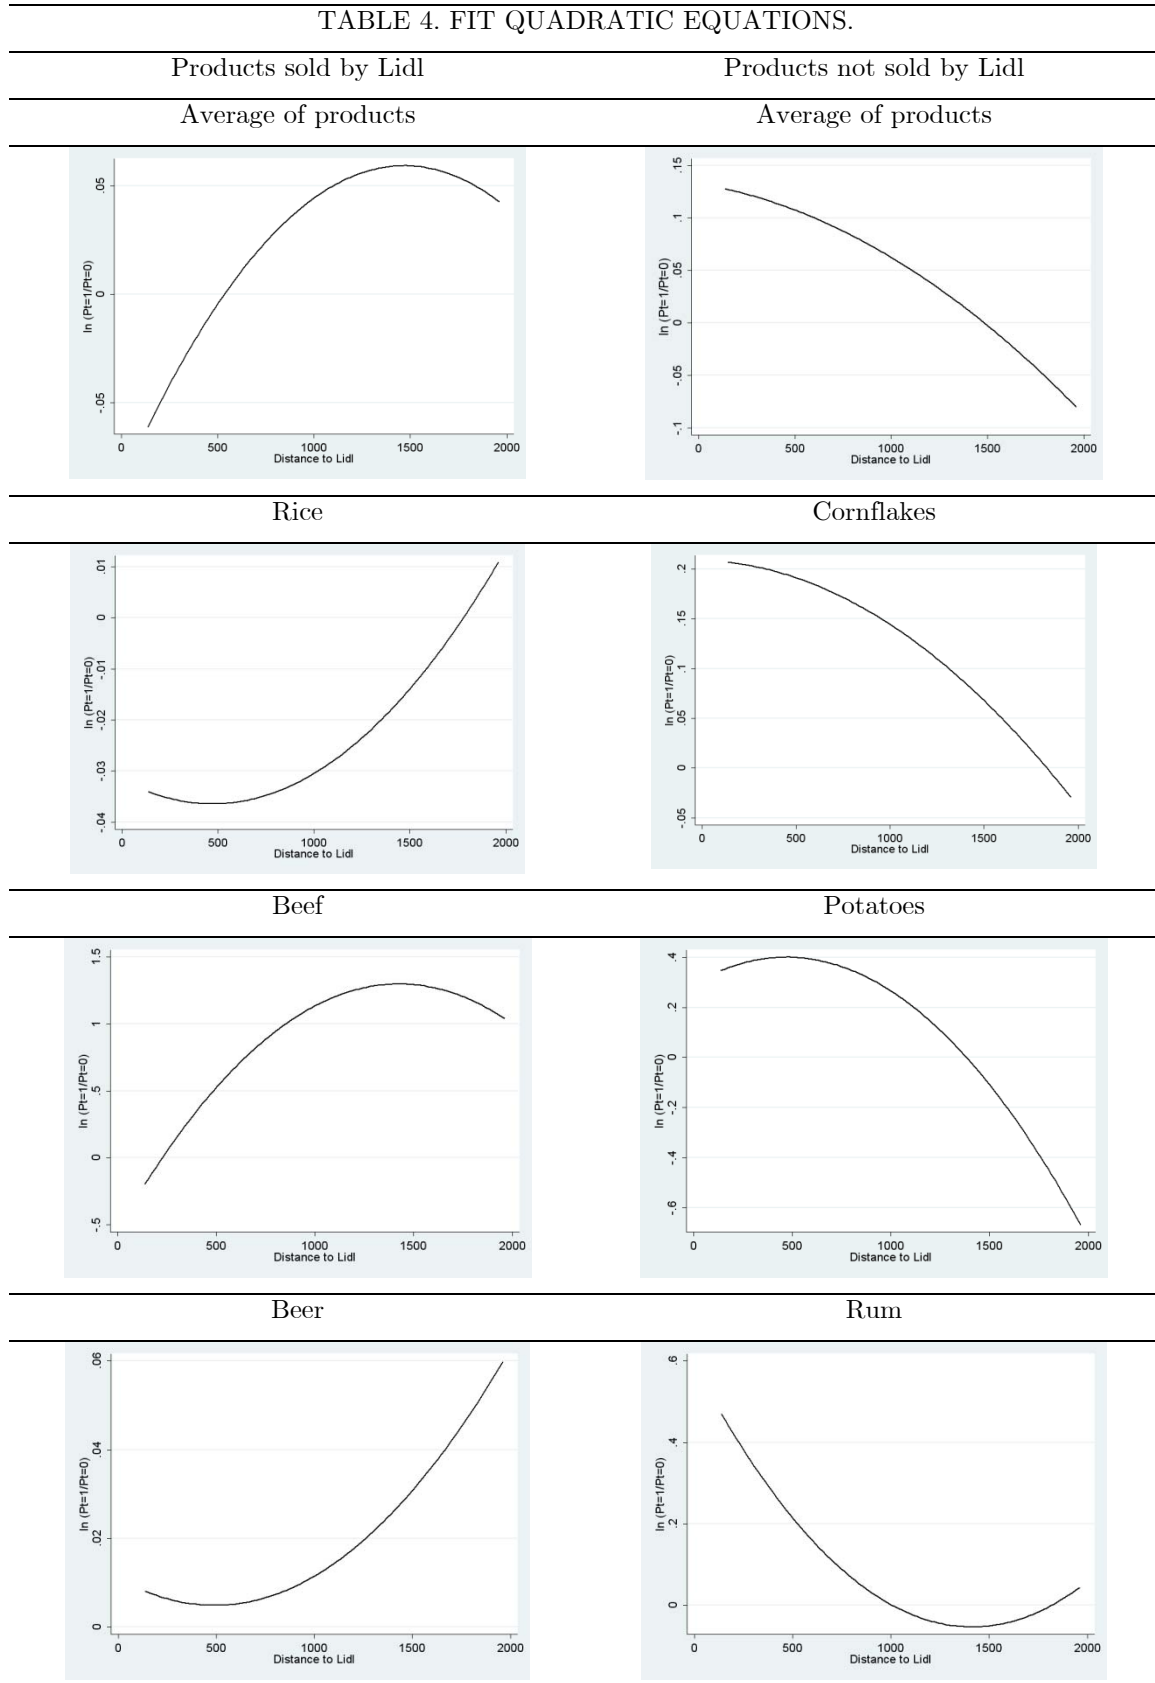 TABLE 4. FIT QUADRATIC EQUATIONS.
Products sold by Lidl
Products not sold by Lidl
Average of products
Average of products
ln (Pt=1/Pt=0)
.05
0
-.05
0 500 1000 1500 2000
Distance to Lidl
ln (Pt=1/Pt=0)
.15
.1
.05
0
-.05
-.1
0 500 1000 1500 2000
Distance to Lidl
Rice
Cornflakes
ln (Pt=1/Pt=0)
.01
0
-.01
-.02
-.03
-.04
0 500 1000 1500 2000
Distance to Lidl
ln (Pt=1/Pt=0)
.2
.15
.1
.05
0
-.05
0 500 1000 1500 2000
Distance to Lidl
Beef
Potatoes
ln (Pt=1/Pt=0)
1.5
1
.5
0
-.5
0 500 1000 1500 2000
Distance to Lidl
ln (Pt=1/Pt=0)
.4
.2
0
-.2
-.4
-.6
0 500 1000 1500 2000
Distance to Lidl
Beer
Rum
ln (Pt=1/Pt=0)
.06
.04
.02
0
0 500 1000 1500 2000
Distance to Lidl
ln (Pt=1/Pt=0)
.6
.4
.2
0
0 500 1000 1500 2000
Distance to Lidl